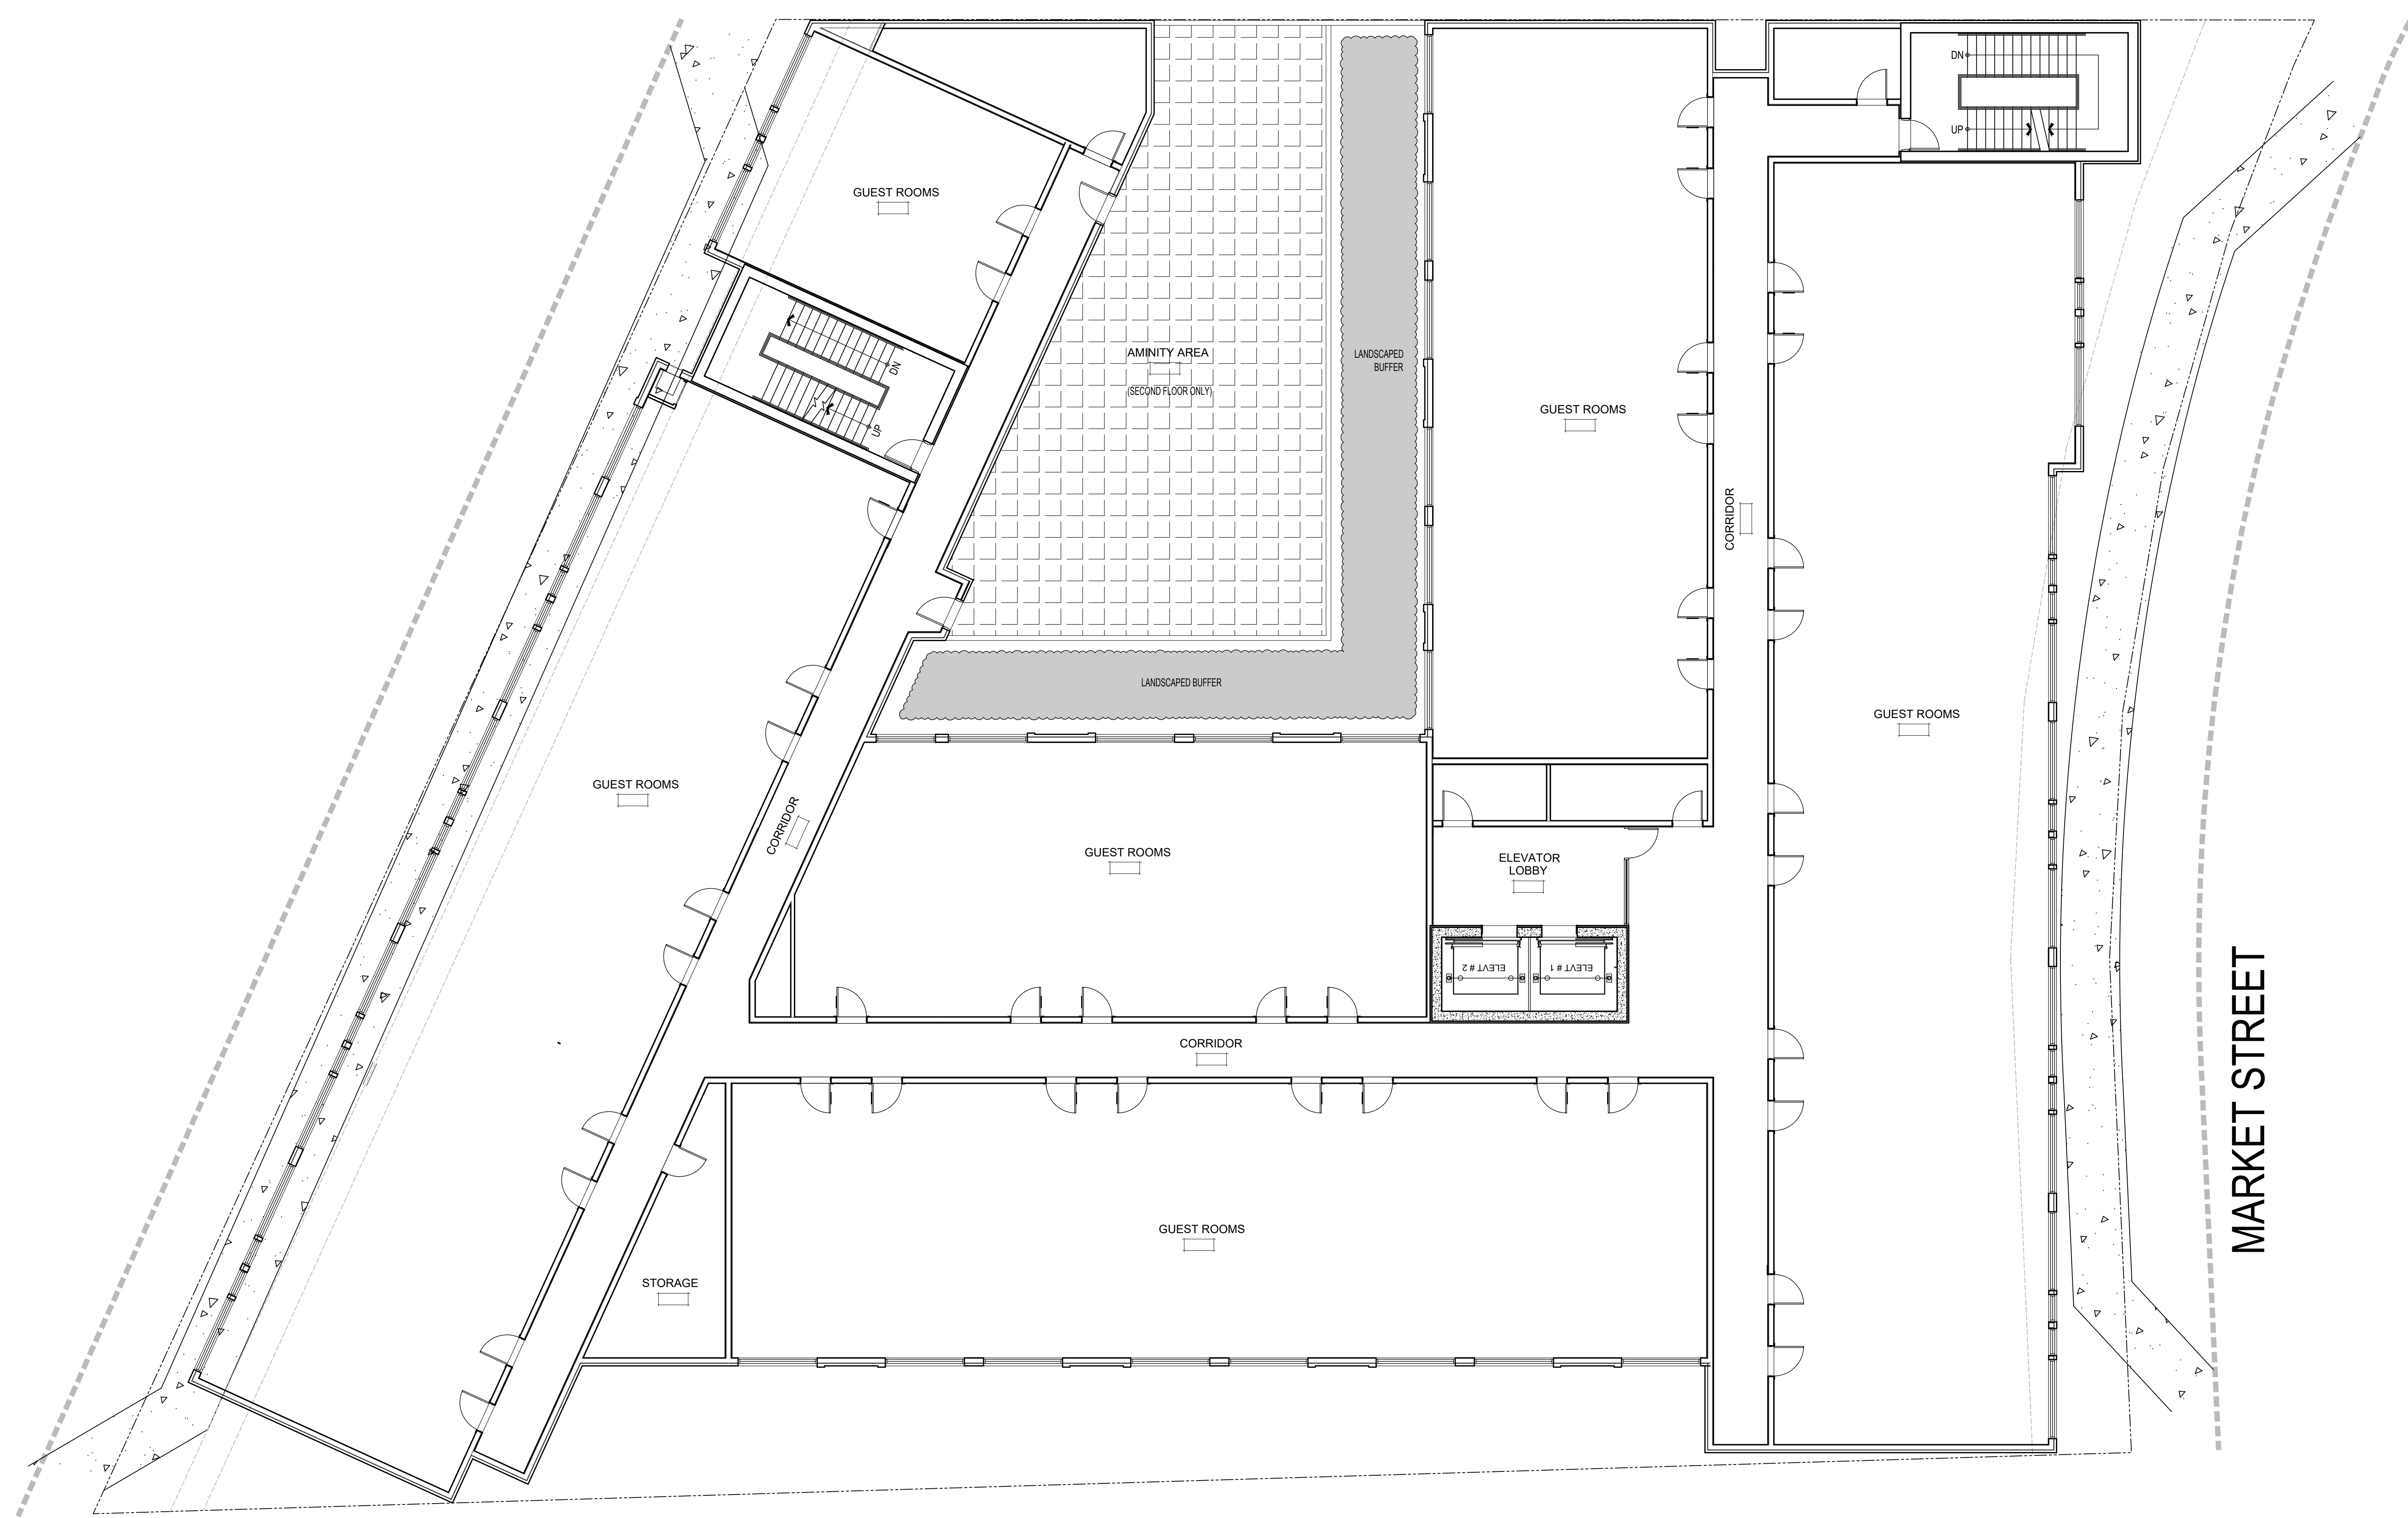 DN
UP
GUEST ROOMS
AMINITY AREA
(SECOND FLOOR ONLY)
LANDSCAPED
BUFFER
DN
UP
GUEST ROOMS
CORRIDOR
LANDSCAPED BUFFER
GUEST ROOMS
GUEST ROOMS
CORRIDOR
GUEST ROOMS
ELEVATOR
LOBBY
ELEVT # 2
ELEVT # 1
CORRIDOR
GUEST ROOMS
STORAGE
MARKET STREET